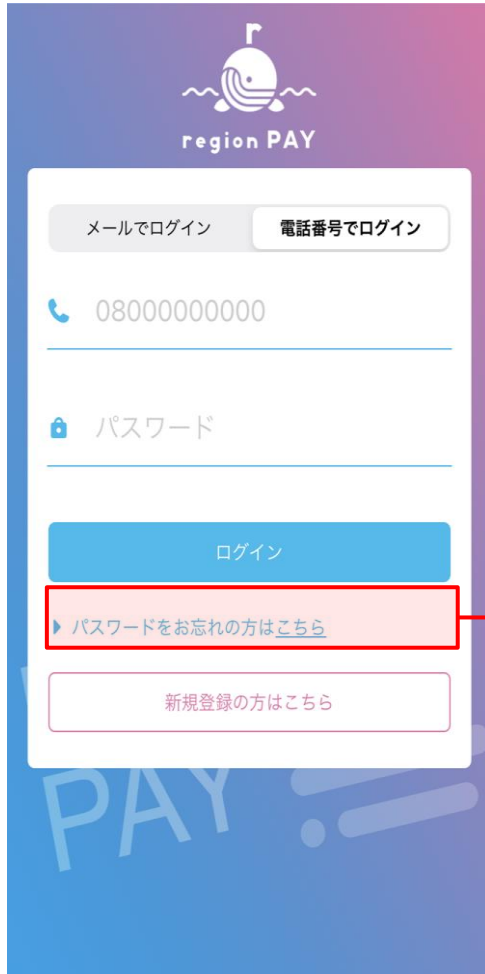 r
region PAY
メールでログイン 電話番号でログイン
08000000000
パスワード
ログイン
パスワードをお忘れの方はこちら
新規登録の方はこちら
PAY